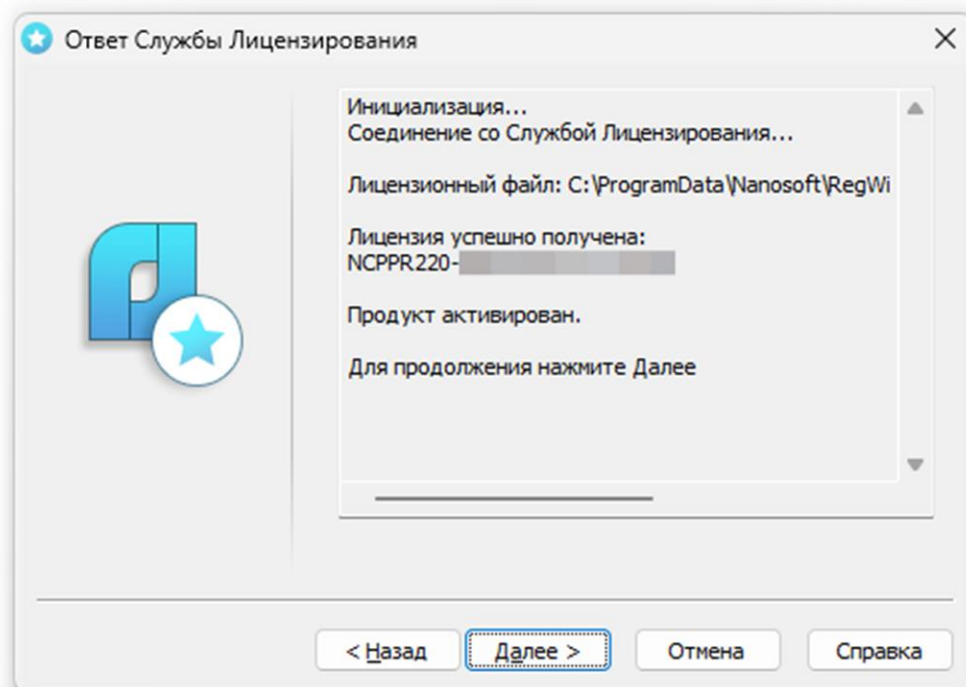 Ответ Службы Лицензирования
Инициализация...
Соединение со Службой Лицензирования...
Лицензионный файл: C:\ProgramData\Nanosoft\RegWi
Лицензия успешно получена:
NCPPR220-
Продукт активирован.
Для продолжения нажмите Далее
< Назад
Далее >
Отмена
Справка